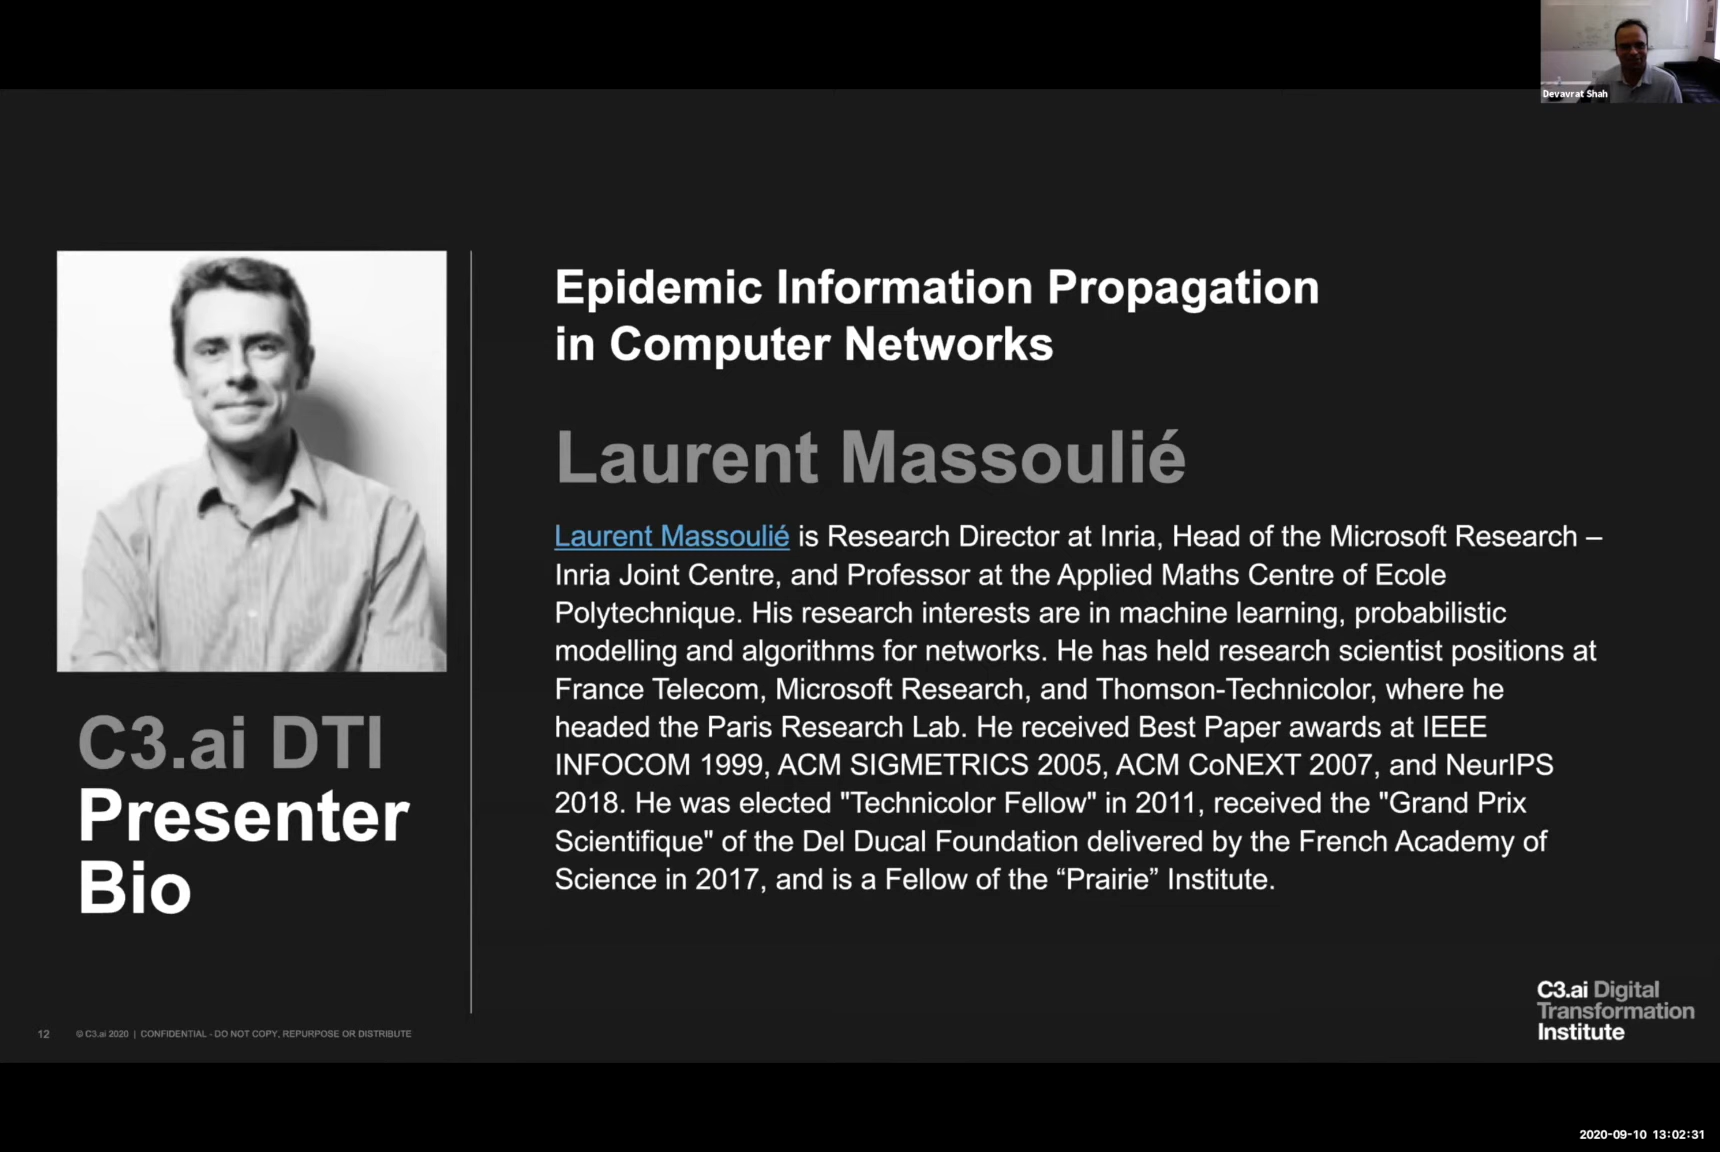 Devavrat Shah
Epidemic Information Propagation
in Computer Networks
Laurent Massoulié
Laurent Massoulié is Research Director at Inria, Head of the Microsoft Research –
Inria Joint Centre, and Professor at the Applied Maths Centre of Ecole
Polytechnique. His research interests are in machine learning, probabilistic
modelling and algorithms for networks. He has held research scientist positions at
France Telecom, Microsoft Research, and Thomson-Technicolor, where he
headed the Paris Research Lab. He received Best Paper awards at IEEE
INFOCOM 1999, ACM SIGMETRICS 2005, ACM CoNEXT 2007, and NeurIPS
2018. He was elected "Technicolor Fellow" in 2011, received the "Grand Prix
Scientifique" of the Del Ducal Foundation delivered by the French Academy of
Science in 2017, and is a Fellow of the “Prairie” Institute.
C3.ai DTI
Presenter
Bio
12 © C3.ai 2020 | CONFIDENTIAL - DO NOT COPY, REPURPOSE OR DISTRIBUTE
C3.ai Digital
Transformation
Institute
2020-09-10 13:02:31